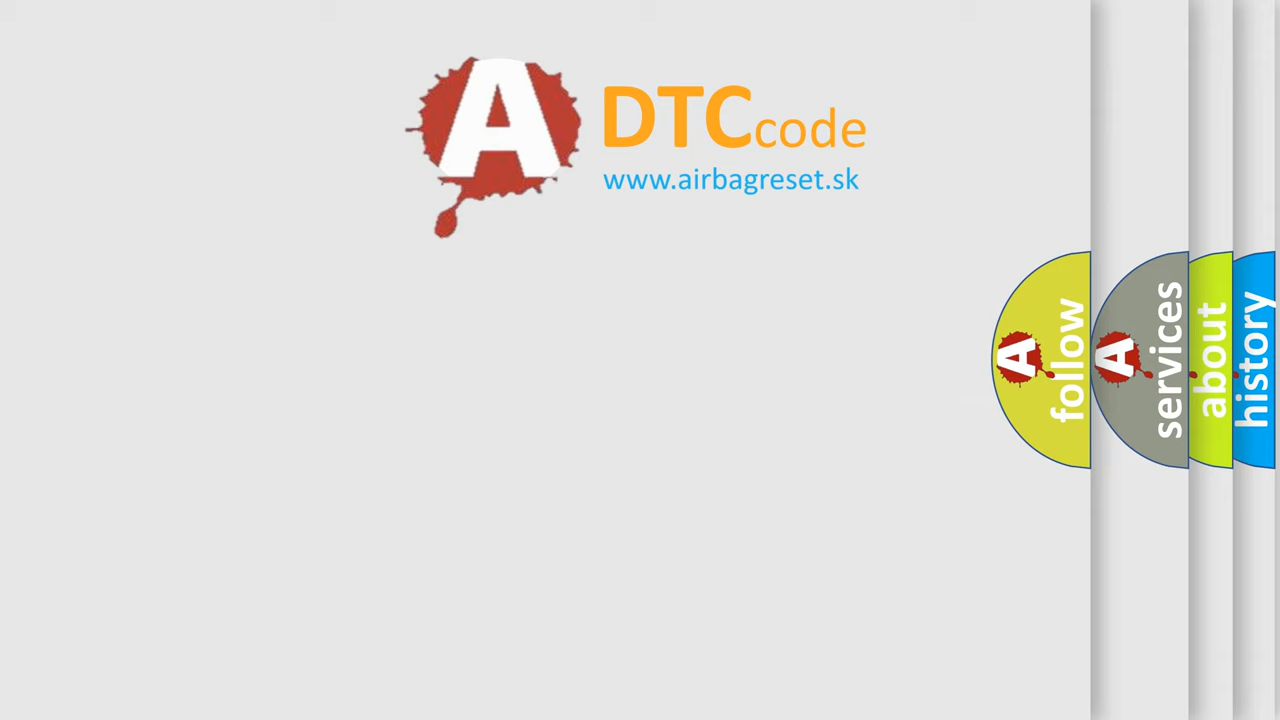 A
DTCcode
www.airbagreset.sk
A follow
A services
about
history